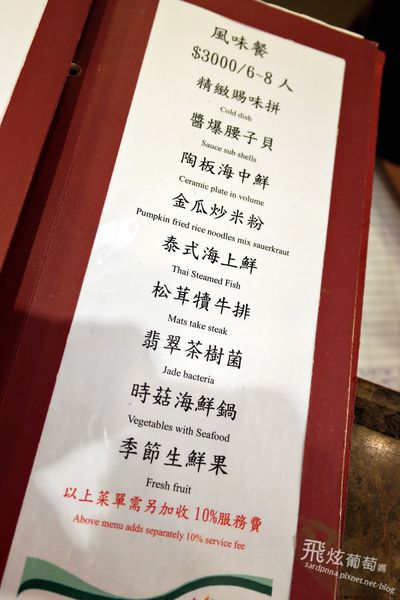 風味餐
$3000/6~8 人
精緻賜味拼
Cold dish
醬爆腰子貝
Sauce sub shells
陶板海中鮮
Ceramic plate in volume
金瓜炒米粉
Pumpkin fried rice noodles mix sauerkraut
泰式海上鮮
Thai Steamed Fish
松茸犢牛排
Mats take steak
翡翠茶樹菌
Jade bacteria
時菇海鮮鍋
Vegetables with Seafood
季節生鮮果
Fresh fruit
以上菜單需另加收 10%服務費
Above menu adds separately 10% service fee
飛炫葡萄媽
sardpnna.pixnet.net/blog